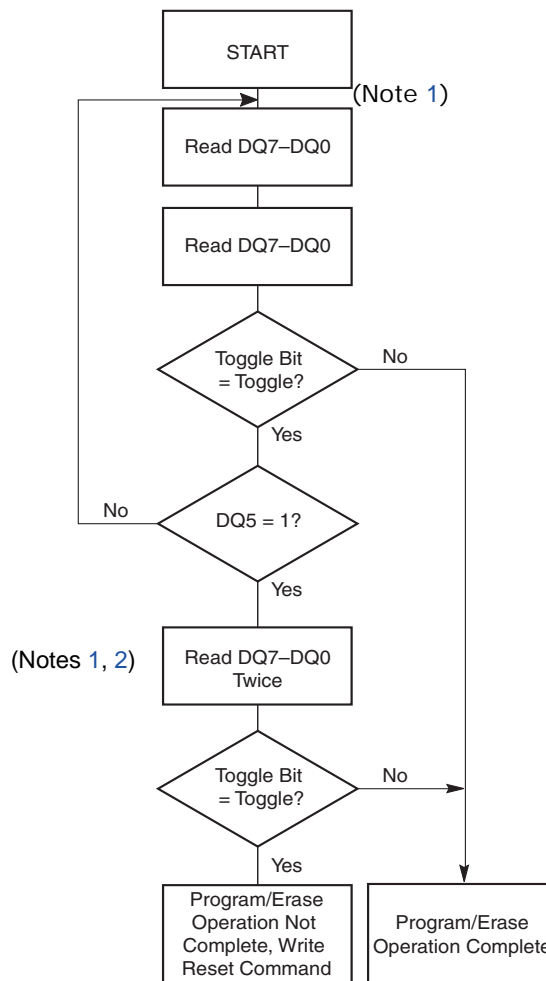 START
(Note 1)
Read DQ7–DQ0
Read DQ7–DQ0
Toggle Bit
= Toggle?
No
Yes
No
DQ5 = 1?
Yes
(Notes 1, 2)
Read DQ7–DQ0
Twice
Toggle Bit
= Toggle?
No
Yes
Program/Erase
Operation Not
Complete, Write
Reset Command
Program/Erase
Operation Complete